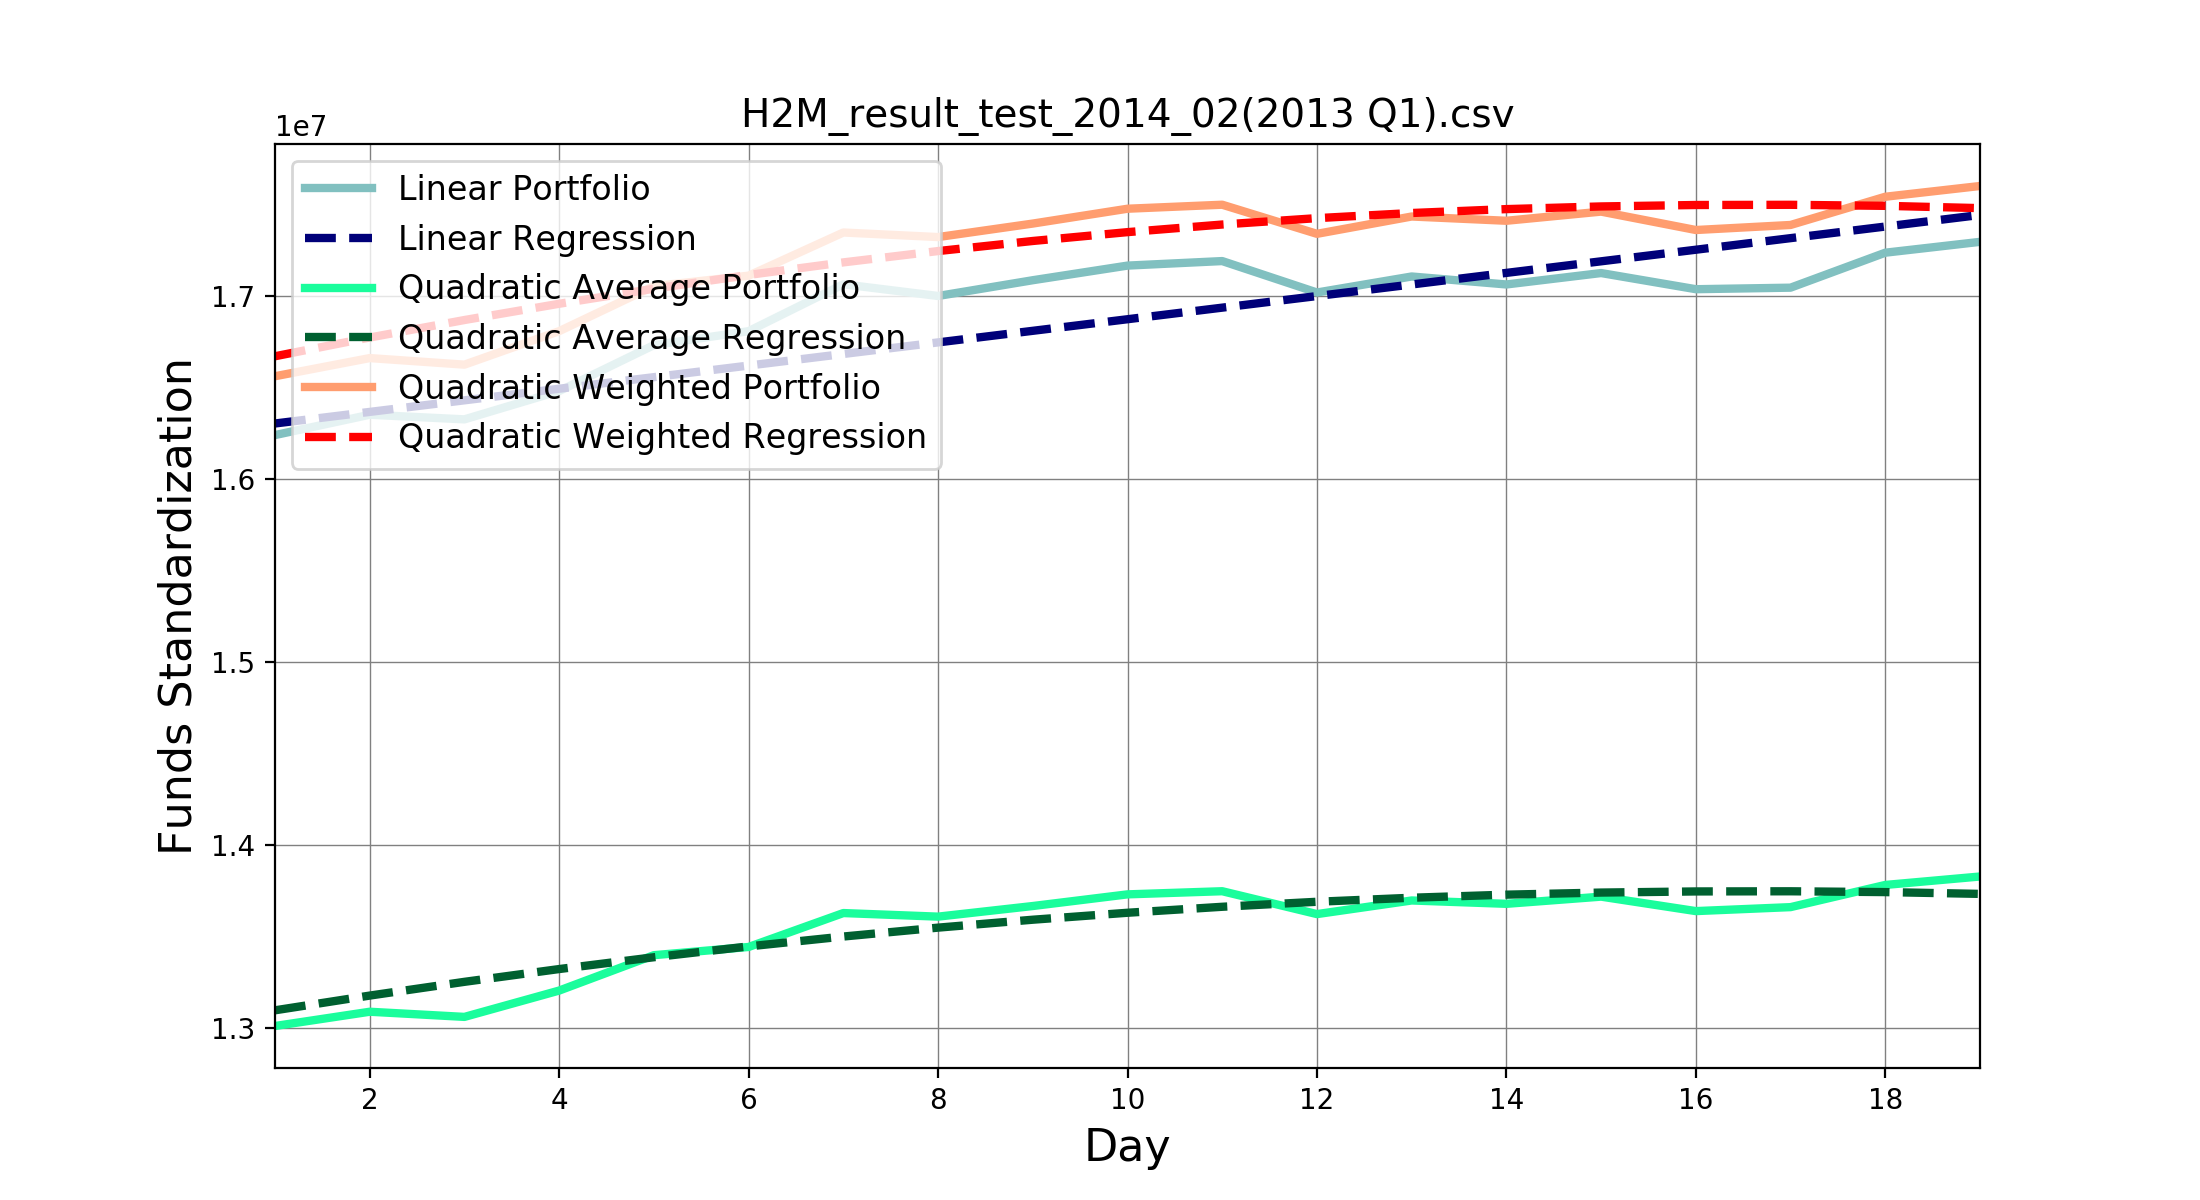 H2M_result_test_2014_02(2013 Q1).csv
1e7
Linear Portfolio
Linear Regression
Quadratic Average Portfolio
Quadratic Average Regression
Quadratic Weighted Portfolio
Quadratic Weighted Regression
Funds Standardization
1.7
1.6
1.5
1.4
1.3
2 4 6 8 10 12 14 16 18
Day